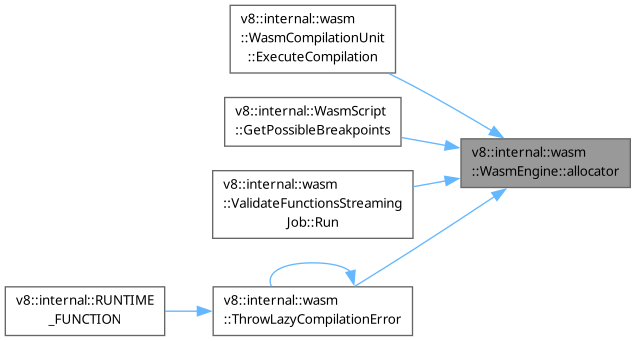 v8::internal::wasm
::WasmCompilationUnit
::ExecuteCompilation
v8::internal::WasmScript
::GetPossibleBreakpoints
v8::internal::wasm
::WasmEngine::allocator
v8::internal::wasm
::ValidateFunctionsStreaming
Job::Run
v8::internal::RUNTIME
_FUNCTION
v8::internal::wasm
::ThrowLazyCompilationError